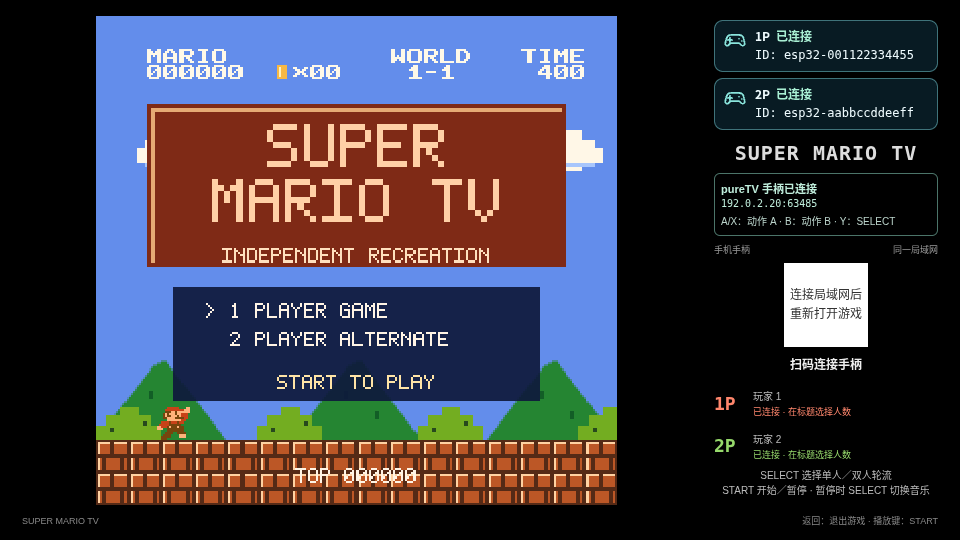 MARIO
000000
×00
WORLD
1-1
TIME
400
SUPER
MARIO TV
INDEPENDENT RECREATION
> 1 PLAYER GAME
2 PLAYER ALTERNATE
START TO PLAY
TOP 000000
SUPER MARIO TV
1P 已连接
ID: esp32-001122334455
2P 已连接
ID: esp32-aabbccddeeff
SUPER MARIO TV
pureTV 手柄已连接
192.0.2.20:63485
A/X: 动作 A · B: 动作 B · Y: SELECT
手机手柄
同一局域网
连接局域网后
重新打开游戏
扫码连接手柄
1P
玩家 1
已连接 · 在标题选择人数
2P
玩家 2
已连接 · 在标题选择人数
SELECT 选择单人／双人轮流
START 开始／暂停 · 暂停时 SELECT 切换音乐
返回: 退出游戏 · 播放键: START